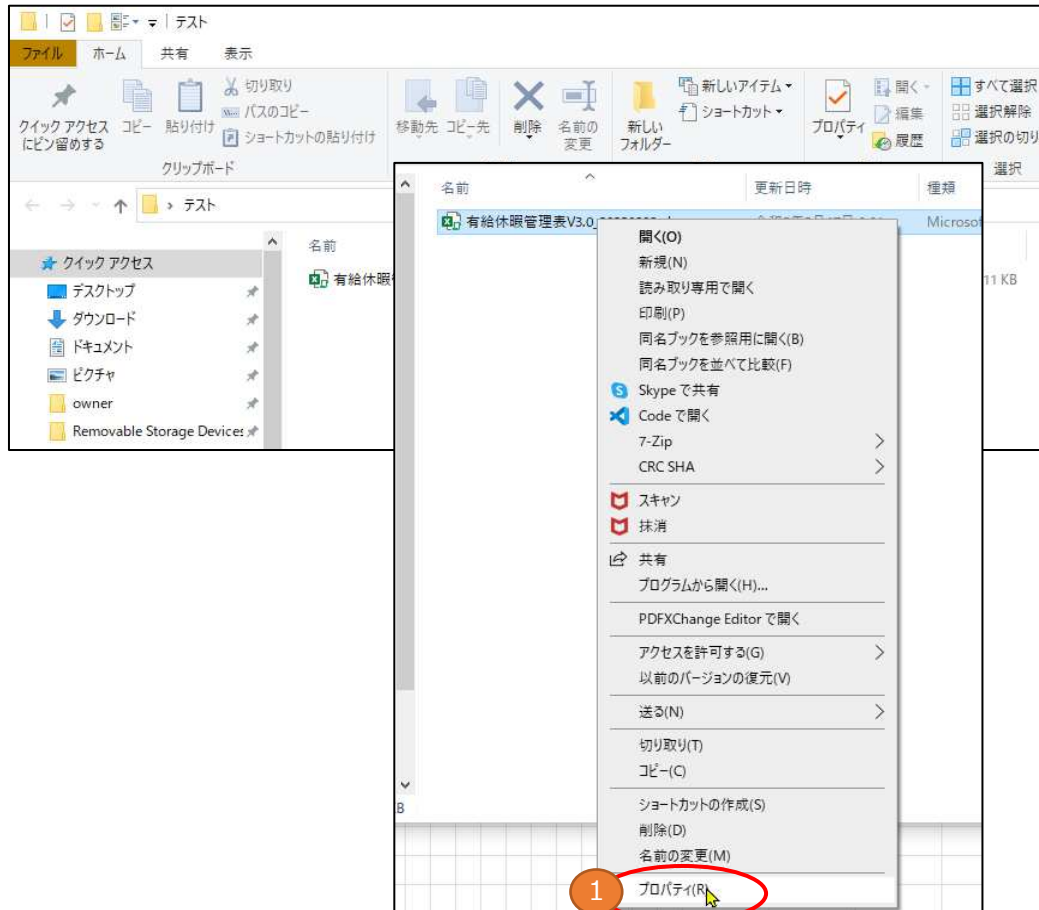 テスト
ファイル ホーム 共有 表示
クイック アクセス
にピン留めする
コピー
貼り付け
切り取り
パスのコピー
ショートカットの貼り付け
クリップボード
移動先
コピー先
削除
名前の
変更
新しい
フォルダー
新しいアイテム
ショートカット
プロパティ
開く
編集
履歴
すべて選択
選択解除
選択の切り
選択
テスト
クイック アクセス
デスクトップ
ダウンロード
ドキュメント
ピクチャ
owner
Removable Storage Devices
名前
有給休暇
11 KB
名前 更新日時 種類
有給休暇管理表V3.0_ Microsof
開く(O)
新規(N)
読み取り専用で開く
印刷(P)
同名ブックを参照用に開く(B)
同名ブックを並べて比較(F)
Skype で共有
Code で開く
7-Zip
CRC SHA
スキャン
抹消
共有
プログラムから開く(H)...
PDFXChange Editor で開く
アクセスを許可する(G)
以前のバージョンの復元(V)
送る(N)
切り取り(T)
コピー(C)
ショートカットの作成(S)
削除(D)
名前の変更(M)
1 プロパティ(R)
B